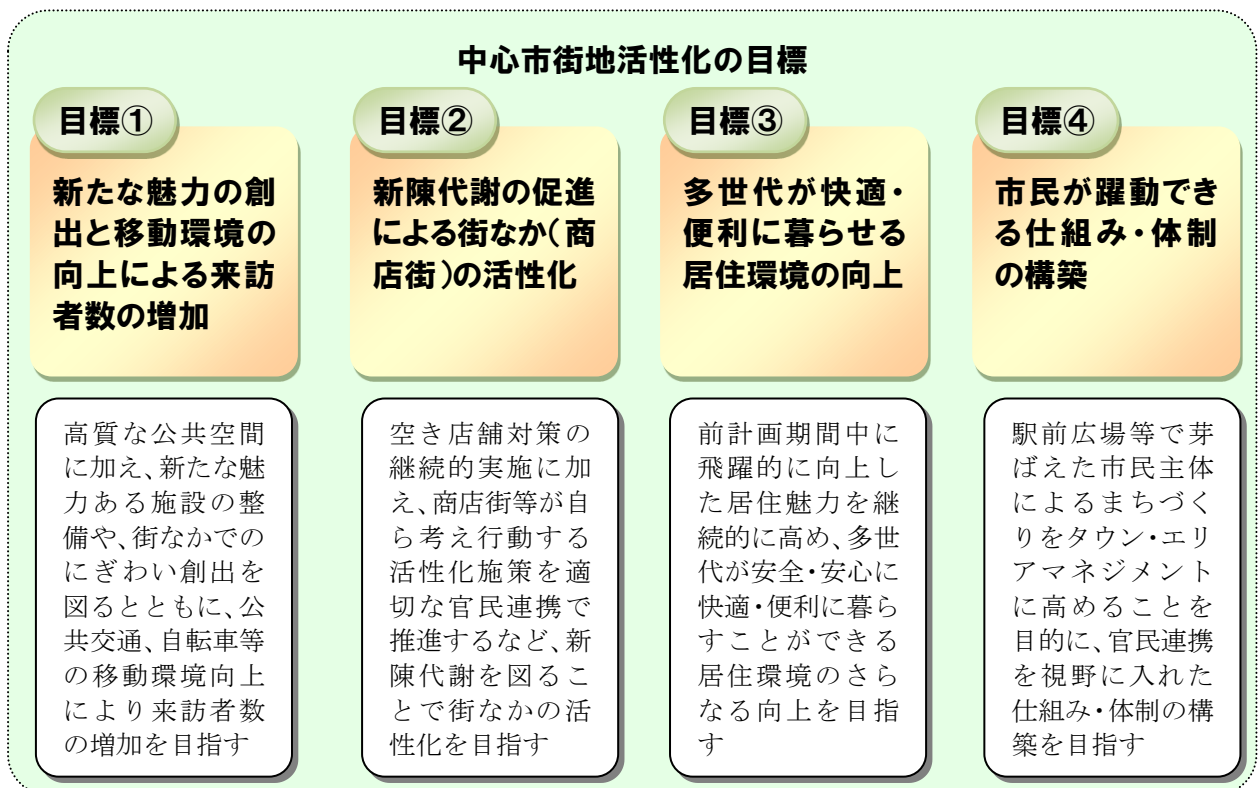 中心市街地活性化の目標
目標①
新たな魅力の創
出と移動環境の
向上による来訪
者数の増加
高質な公共空間
に加え、新たな魅
力ある施設の整
備や、街なかでの
にぎわい創出を
図るとともに、公
共交通、自転車等
の移動環境向上
により来訪者数
の増加を目指す
目標②
新陳代謝の促進
による街なか(商
店街)の活性化
空き店舗対策の
継続的実施に加
え、商店街等が自
ら考え行動する
活性化施策を適
切な官民連携で
推進するなど、新
陳代謝を図るこ
とで街なかの活
性化を目指す
目標③
多世代が快適・
便利に暮らせる
居住環境の向上
前計画期間中に
飛躍的に向上し
た居住魅力を継
続的に高め、多世
代が安全・安心に
快適・便利に暮ら
すことができる
居住環境のさら
なる向上を目指
す
目標④
市民が躍動でき
る仕組み・体制
の構築
駅前広場等で芽
ばえた市民主体
によるまちづく
りをタウン・エリ
アマネジメント
に高めることを
目的に、官民連携
を視野に入れた
仕組み・体制の構
築を目指す